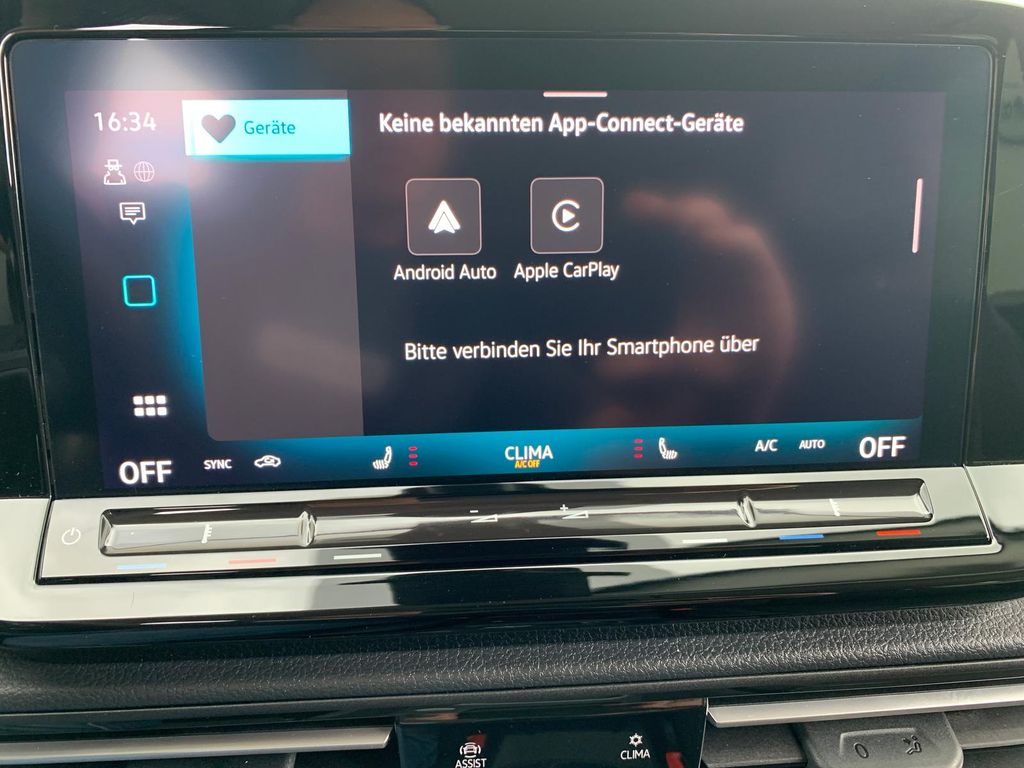 16:34
Geräte
Keine bekannten App-Connect-Geräte
Android Auto
Apple CarPlay
Bitte verbinden Sie Ihr Smartphone über
OFF
SYNC
CLIMA
A/C OFF
A/C
AUTO
OFF
ASSIST
CLIMA
0